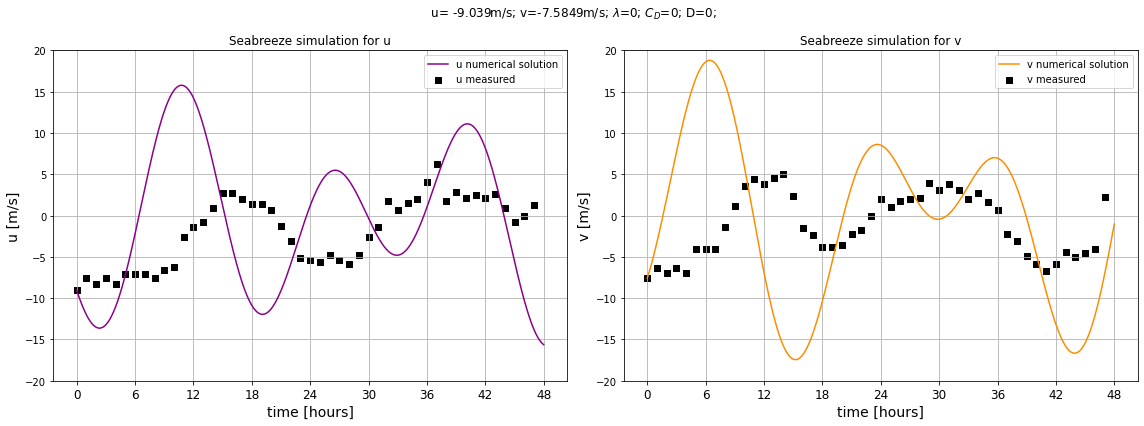 u= -9.039m/s; v=-7.5849m/s; λ=0; C_D=0; D=0;
Seabreeze simulation for u
u numerical solution
u measured
20
15
10
5
0
−5
−10
−15
−20
u [m/s]
0 6 12 18 24 30 36 42 48
time [hours]
Seabreeze simulation for v
v numerical solution
v measured
20
15
10
5
0
−5
−10
−15
−20
v [m/s]
0 6 12 18 24 30 36 42 48
time [hours]